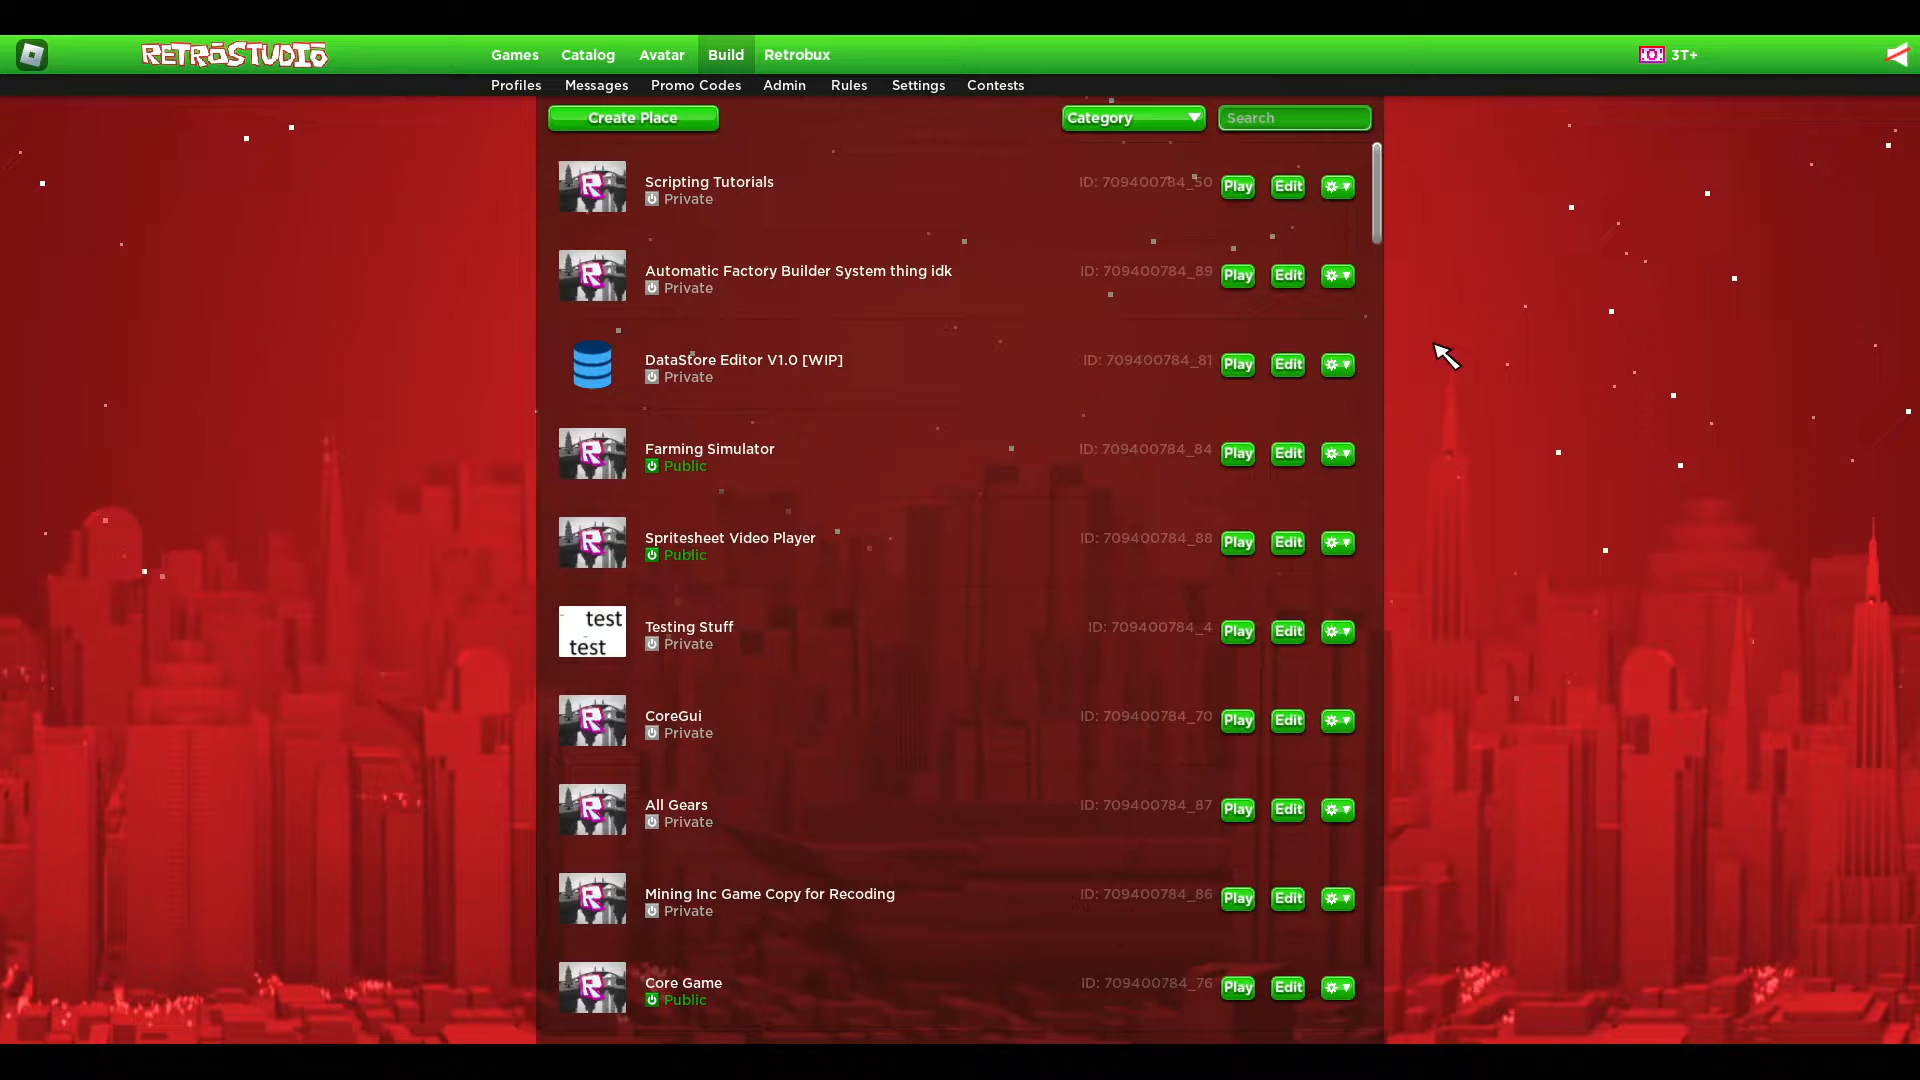 RETROSTUDIO
Games Catalog Avatar Build Retrobux
3T+
Profiles Messages Promo Codes Admin Rules Settings Contests
Create Place
Category
Search
Scripting Tutorials
Private
ID: 709400784_50
Play Edit
Automatic Factory Builder System thing idk
Private
ID: 709400784_89
Play Edit
DataStore Editor V1.0 [WIP]
Private
ID: 709400784_81
Play Edit
Farming Simulator
Public
ID: 709400784_84
Play Edit
Spritesheet Video Player
Public
ID: 709400784_88
Play Edit
test
test
Testing Stuff
Private
ID: 709400784_4
Play Edit
CoreGui
Private
ID: 709400784_70
Play Edit
All Gears
Private
ID: 709400784_87
Play Edit
Mining Inc Game Copy for Recoding
Private
ID: 709400784_86
Play Edit
Core Game
Public
ID: 709400784_76
Play Edit